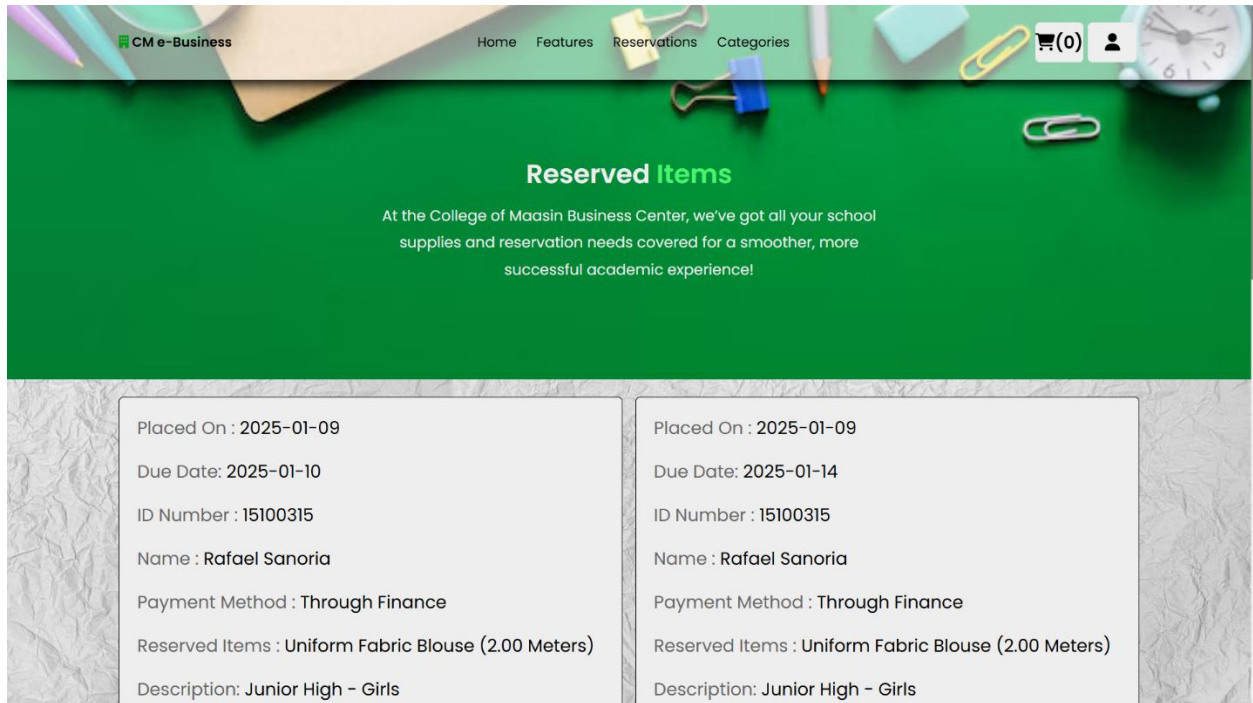 CM e-Business
Home Features Reservations Categories
(0)
Reserved Items
At the College of Maasin Business Center, we've got all your school
supplies and reservation needs covered for a smoother, more
successful academic experience!
Placed On : 2025-01-09
Due Date: 2025-01-10
ID Number : 15100315
Name : Rafael Sanoria
Payment Method : Through Finance
Reserved Items : Uniform Fabric Blouse (2.00 Meters)
Description: Junior High - Girls
Placed On : 2025-01-09
Due Date: 2025-01-14
ID Number : 15100315
Name : Rafael Sanoria
Payment Method : Through Finance
Reserved Items : Uniform Fabric Blouse (2.00 Meters)
Description: Junior High - Girls